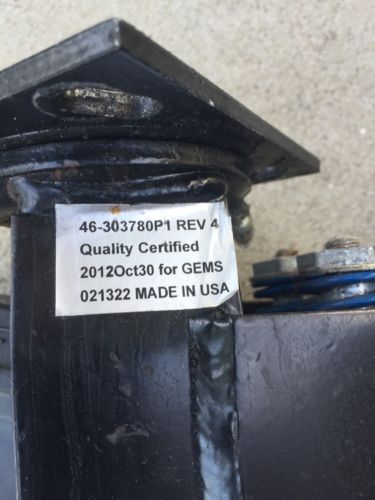 46-303780P1 REV 4
Quality Certified
2012Oct30 for GEMS
021322 MADE IN USA